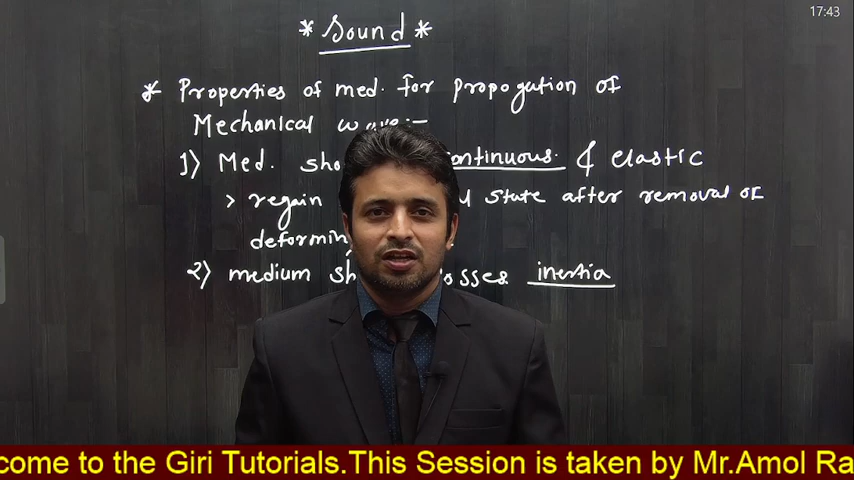 17:43
* Sound *
* Properties of med. for propogation of
Mechanical wave:-
1) Med. sho continuous. & elastic
> regain state after removal of
deformin
2) medium sh osses inertia
come to the Giri Tutorials.This Session is taken by Mr.Amol Ra